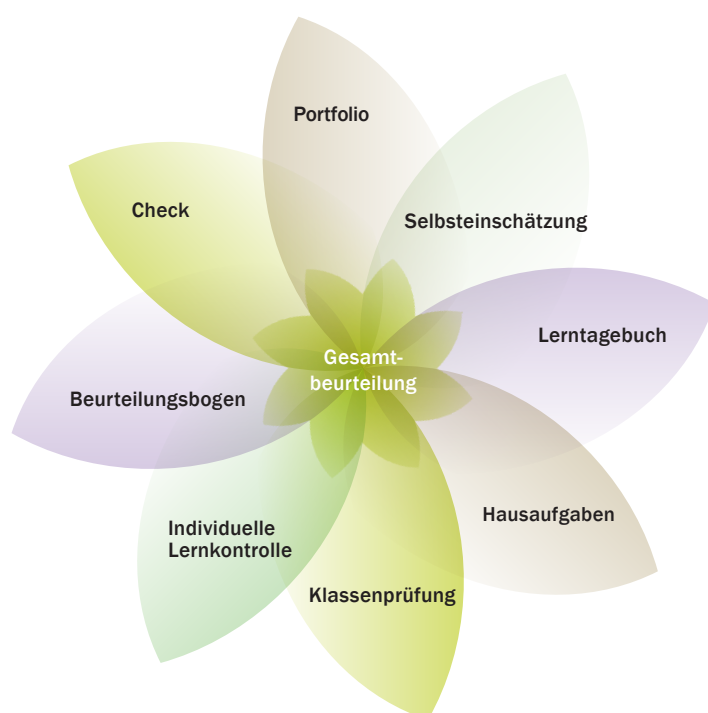 Portfolio
Check
Selbsteinschätzung
Lerntagebuch
Gesamt-
beurteilung
Beurteilungsbogen
Hausaufgaben
Individuelle
Lernkontrolle
Klassenprüfung